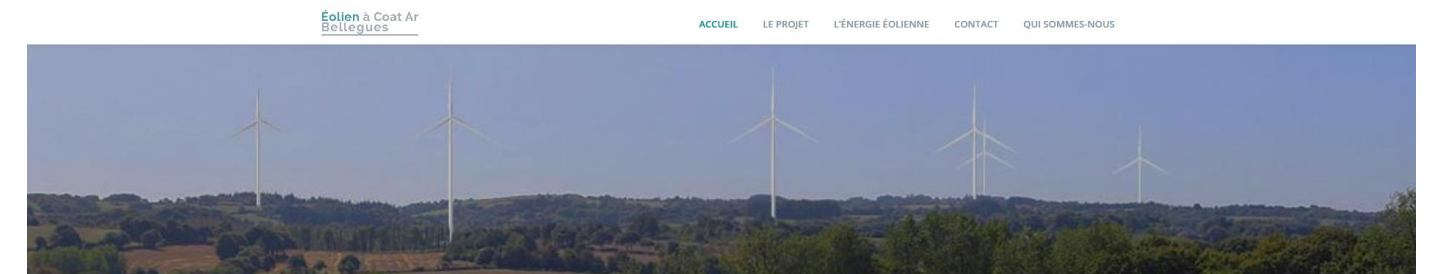 Éolien à Coat Ar
Bellegues
ACCUEIL LE PROJET L'ÉNERGIE ÉOLIENNE CONTACT QUI SOMMES-NOUS